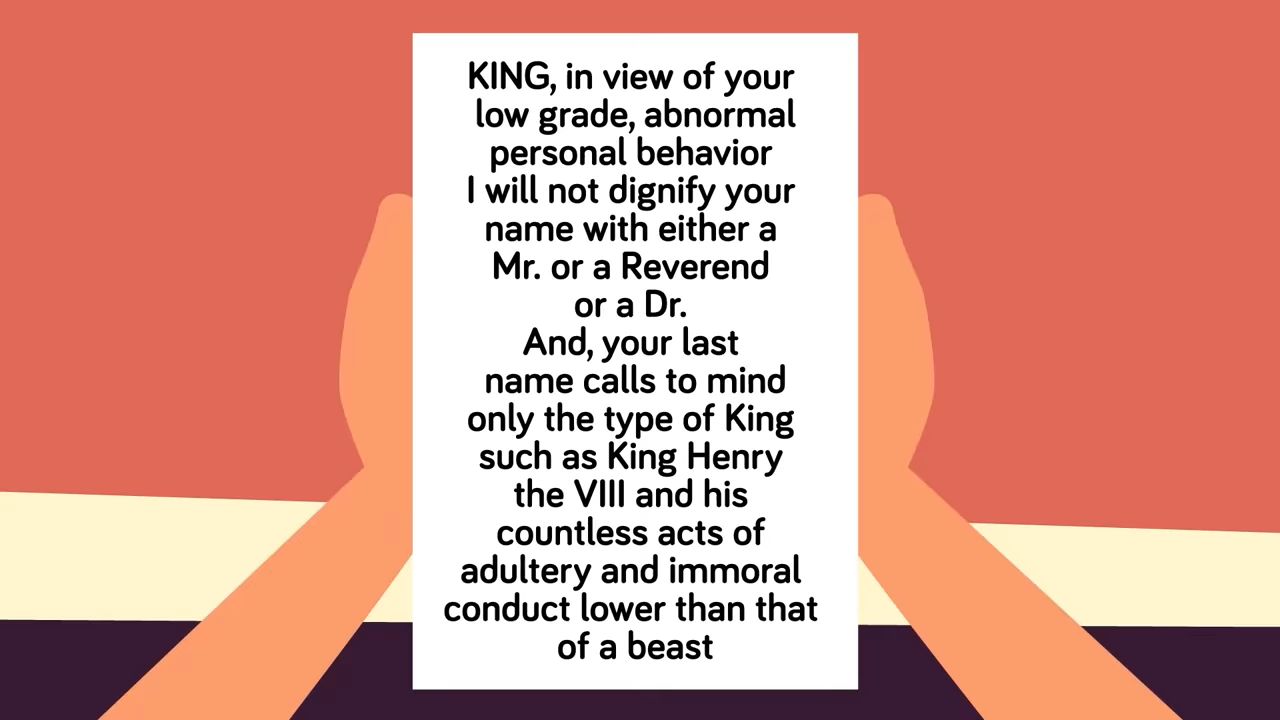 KING, in view of your
low grade, abnormal
personal behavior
I will not dignify your
name with either a
Mr. or a Reverend
or a Dr.
And, your last
name calls to mind
only the type of King
such as King Henry
the VIII and his
countless acts of
adultery and immoral
conduct lower than that
of a beast